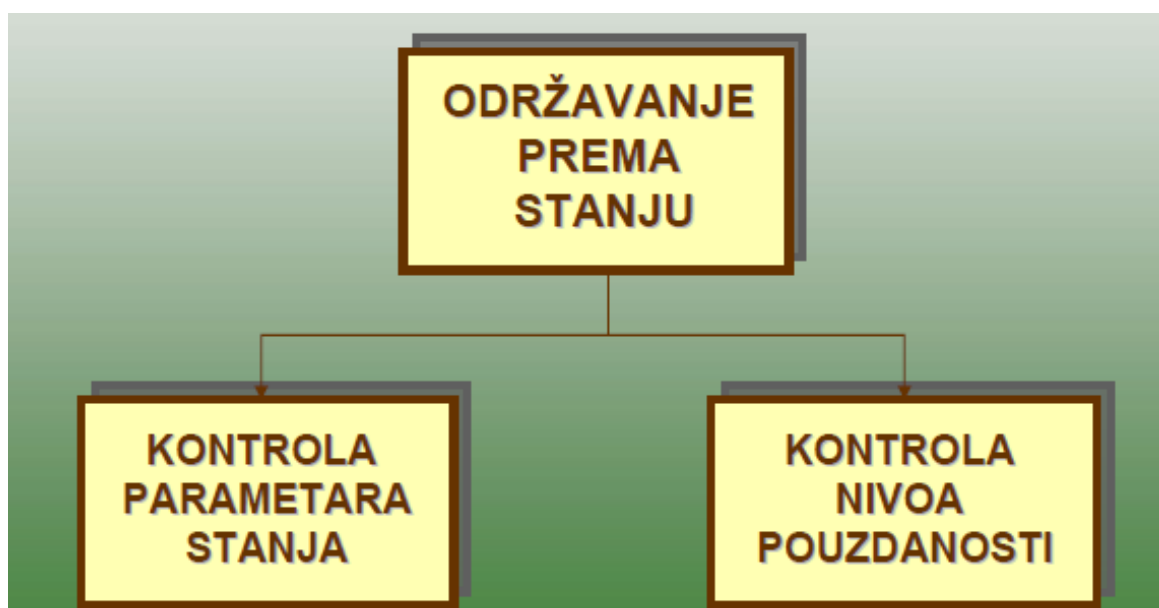 ODRŽAVANJE
PREMA
STANJU
KONTROLA
PARAMETARA
STANJA
KONTROLA
NIVOA
POUZDANOSTI